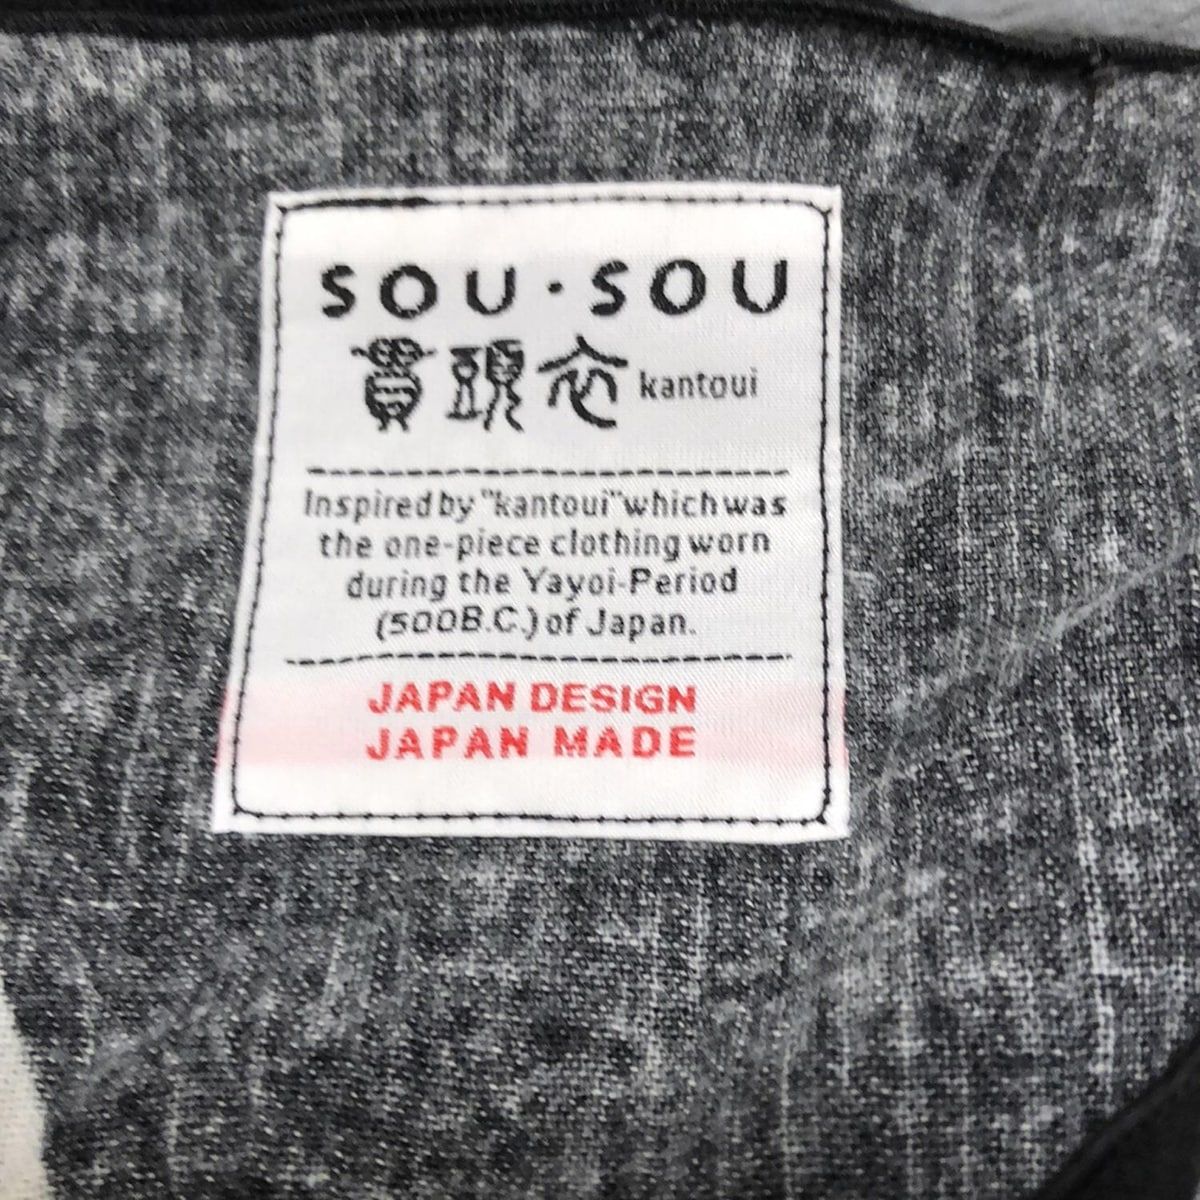 SOU・SOU
貫頭衣 kantoui
Inspired by "kantoui" which was
the one-piece clothing worn
during the Yayoi-Period
(500B.C.) of Japan.
JAPAN DESIGN
JAPAN MADE